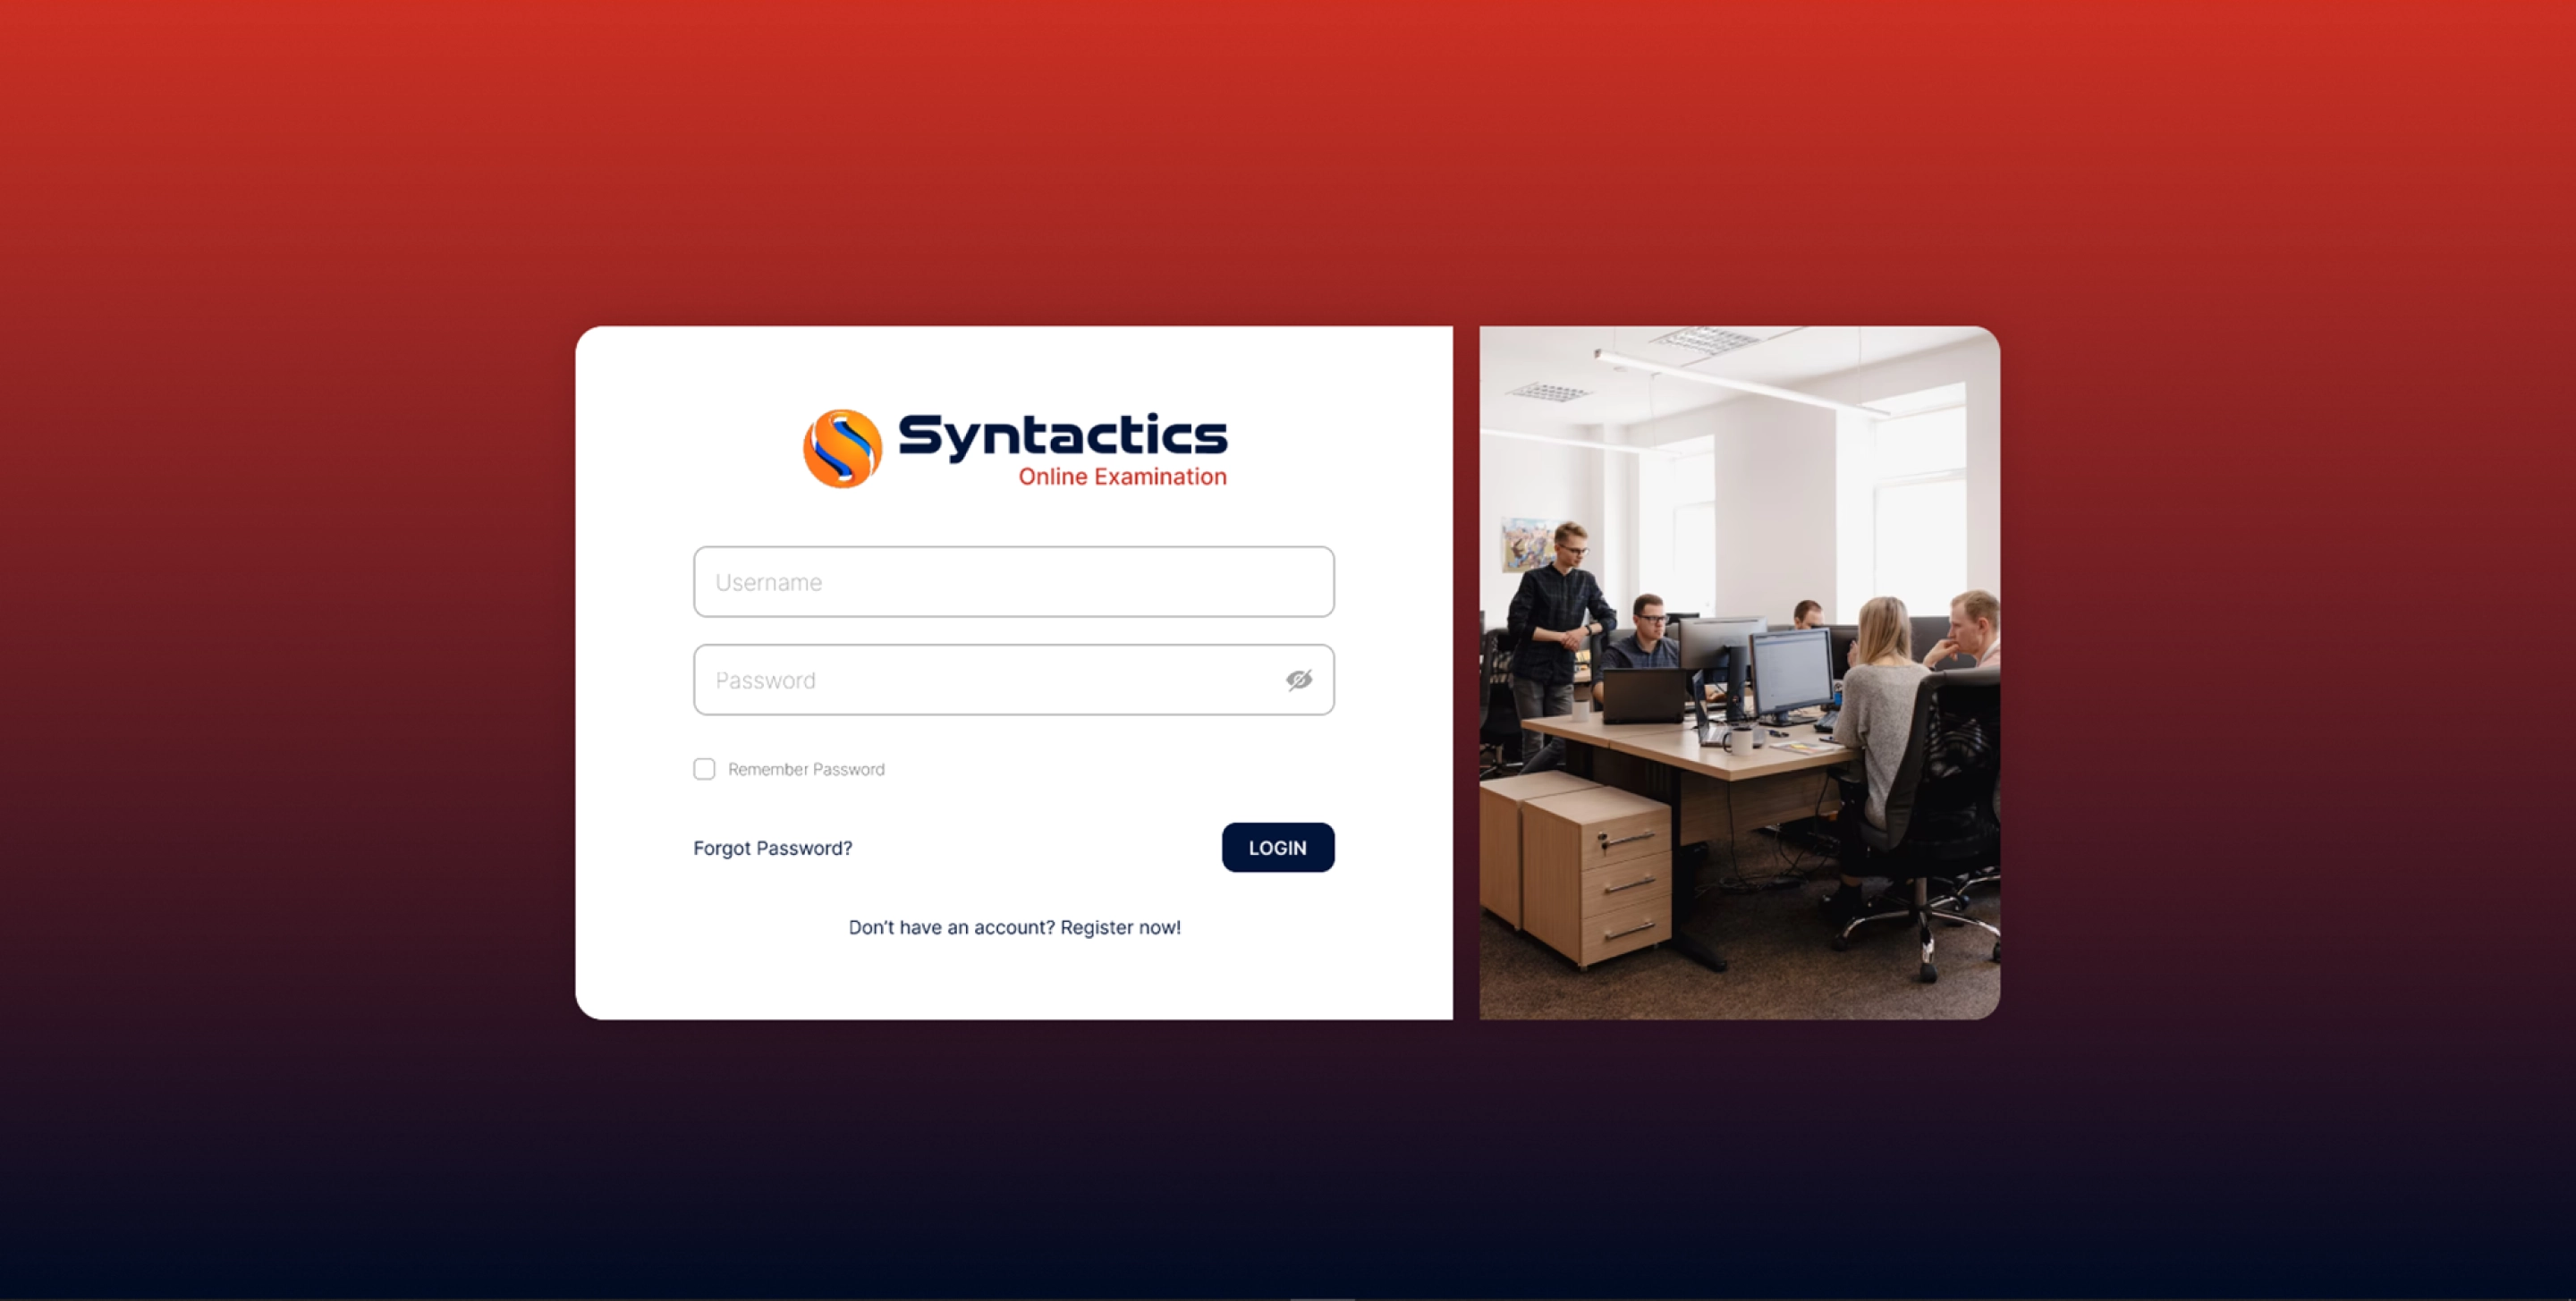 Syntactics
Online Examination
Username
Password
Remember Password
Forgot Password?
LOGIN
Don't have an account? Register now!